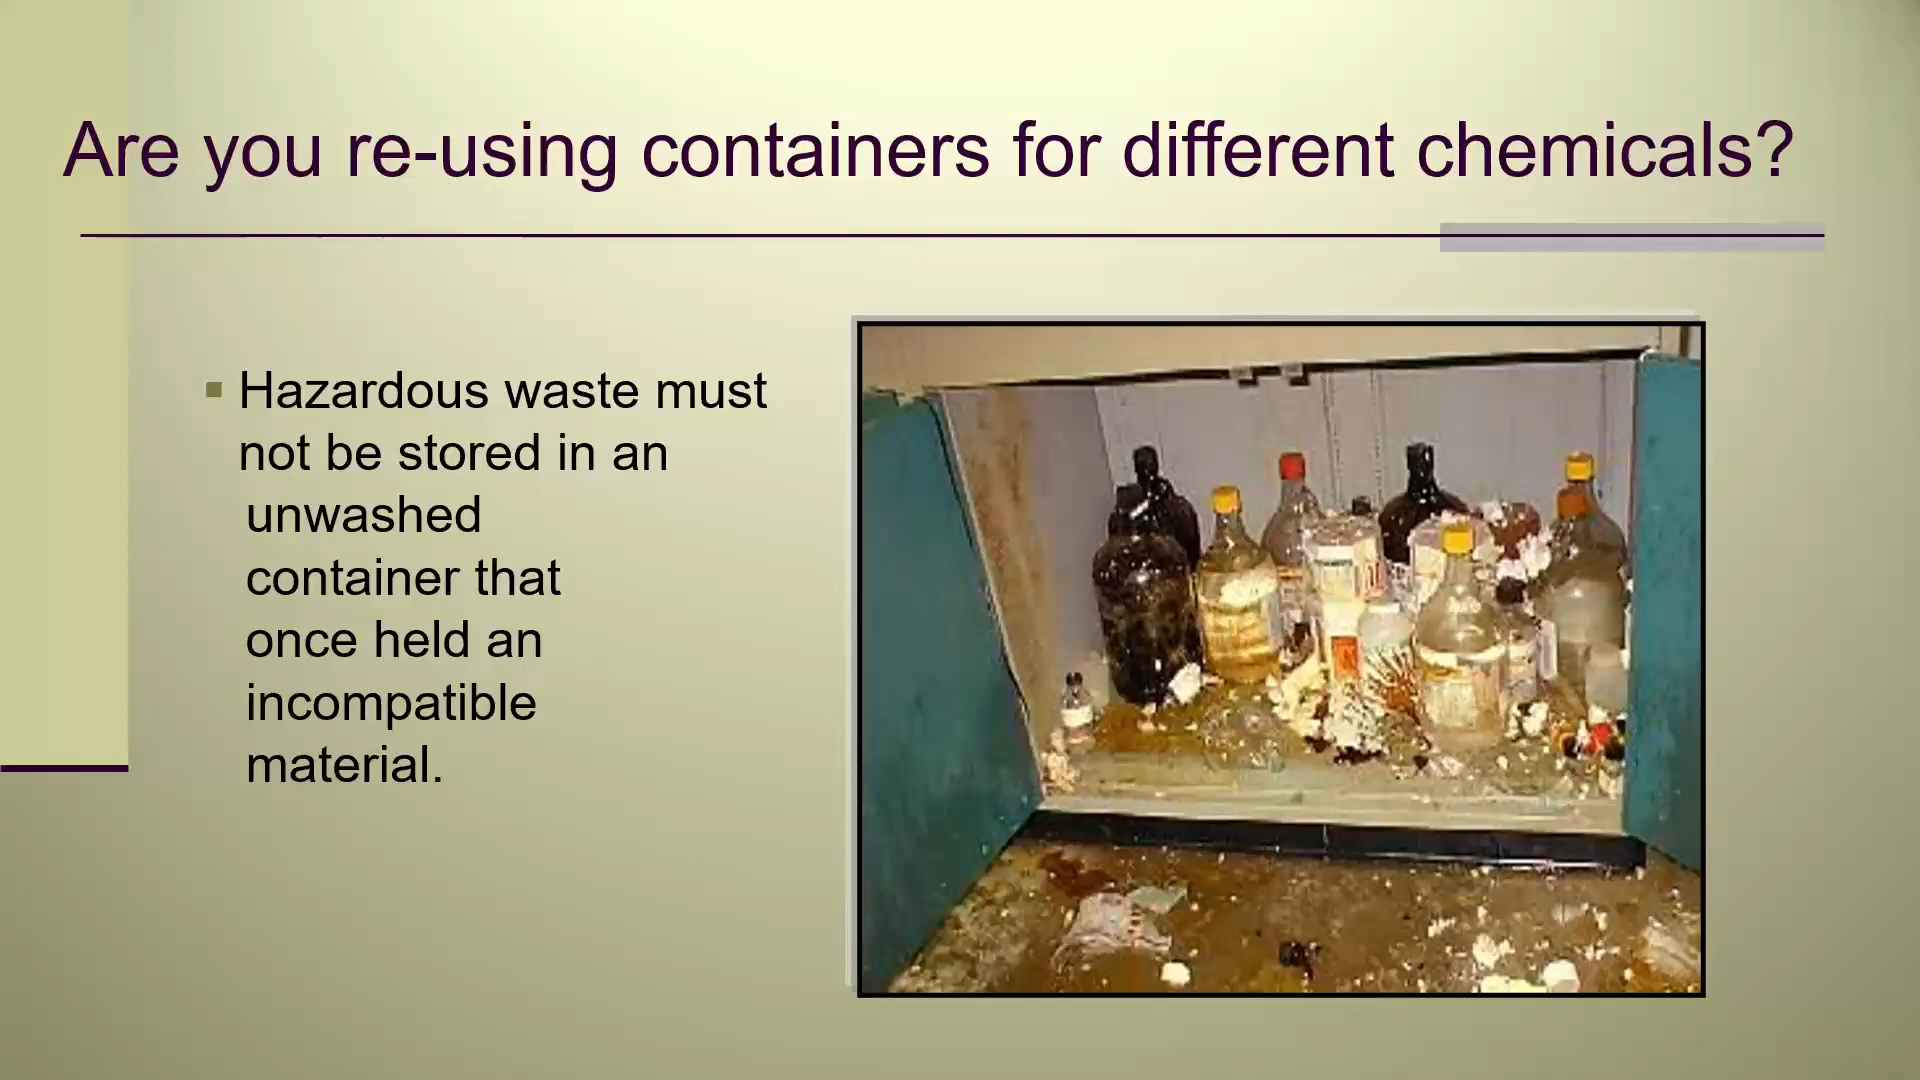 Are you re-using containers for different chemicals?
Hazardous waste must
not be stored in an
unwashed
container that
once held an
incompatible
material.